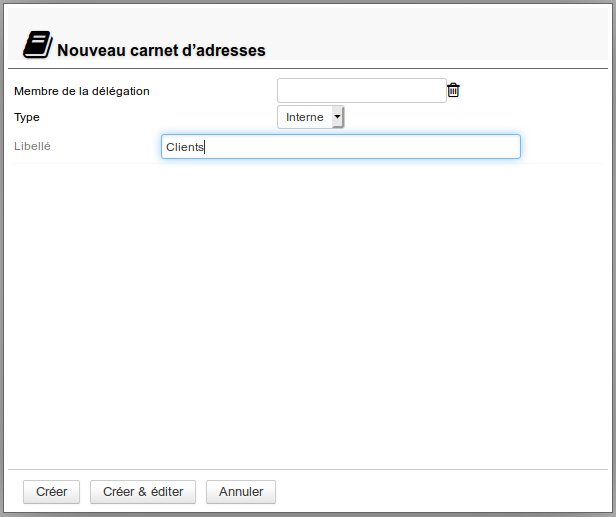 Nouveau carnet d’adresses
Membre de la délégation
Type Interne
Libellé Clients
Créer Créer & éditer Annuler